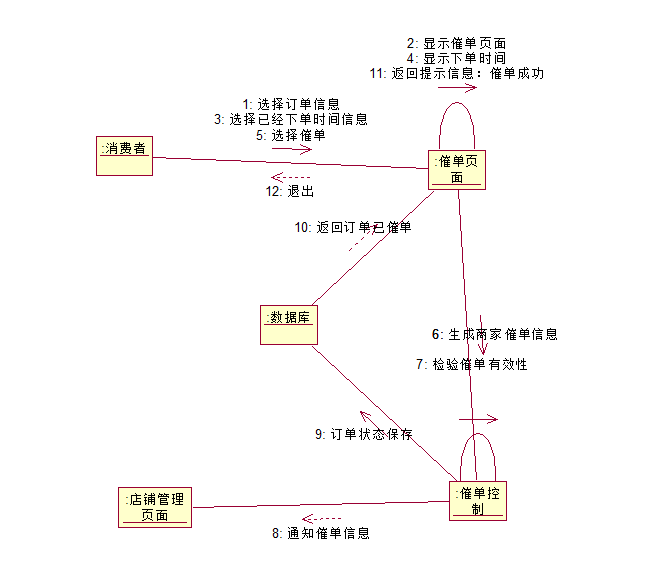 2: 显示催单页面
4: 显示下单时间
11: 返回提示信息：催单成功
1: 选择订单信息
3: 选择已经下单时间信息
5: 选择催单
:消费者
:催单页
面
12: 退出
10: 返回订单已催单
:数据库
6: 生成商家催单信息
7: 检验催单有效性
9: 订单状态保存
:店铺管理
页面
:催单控
制
8: 通知催单信息